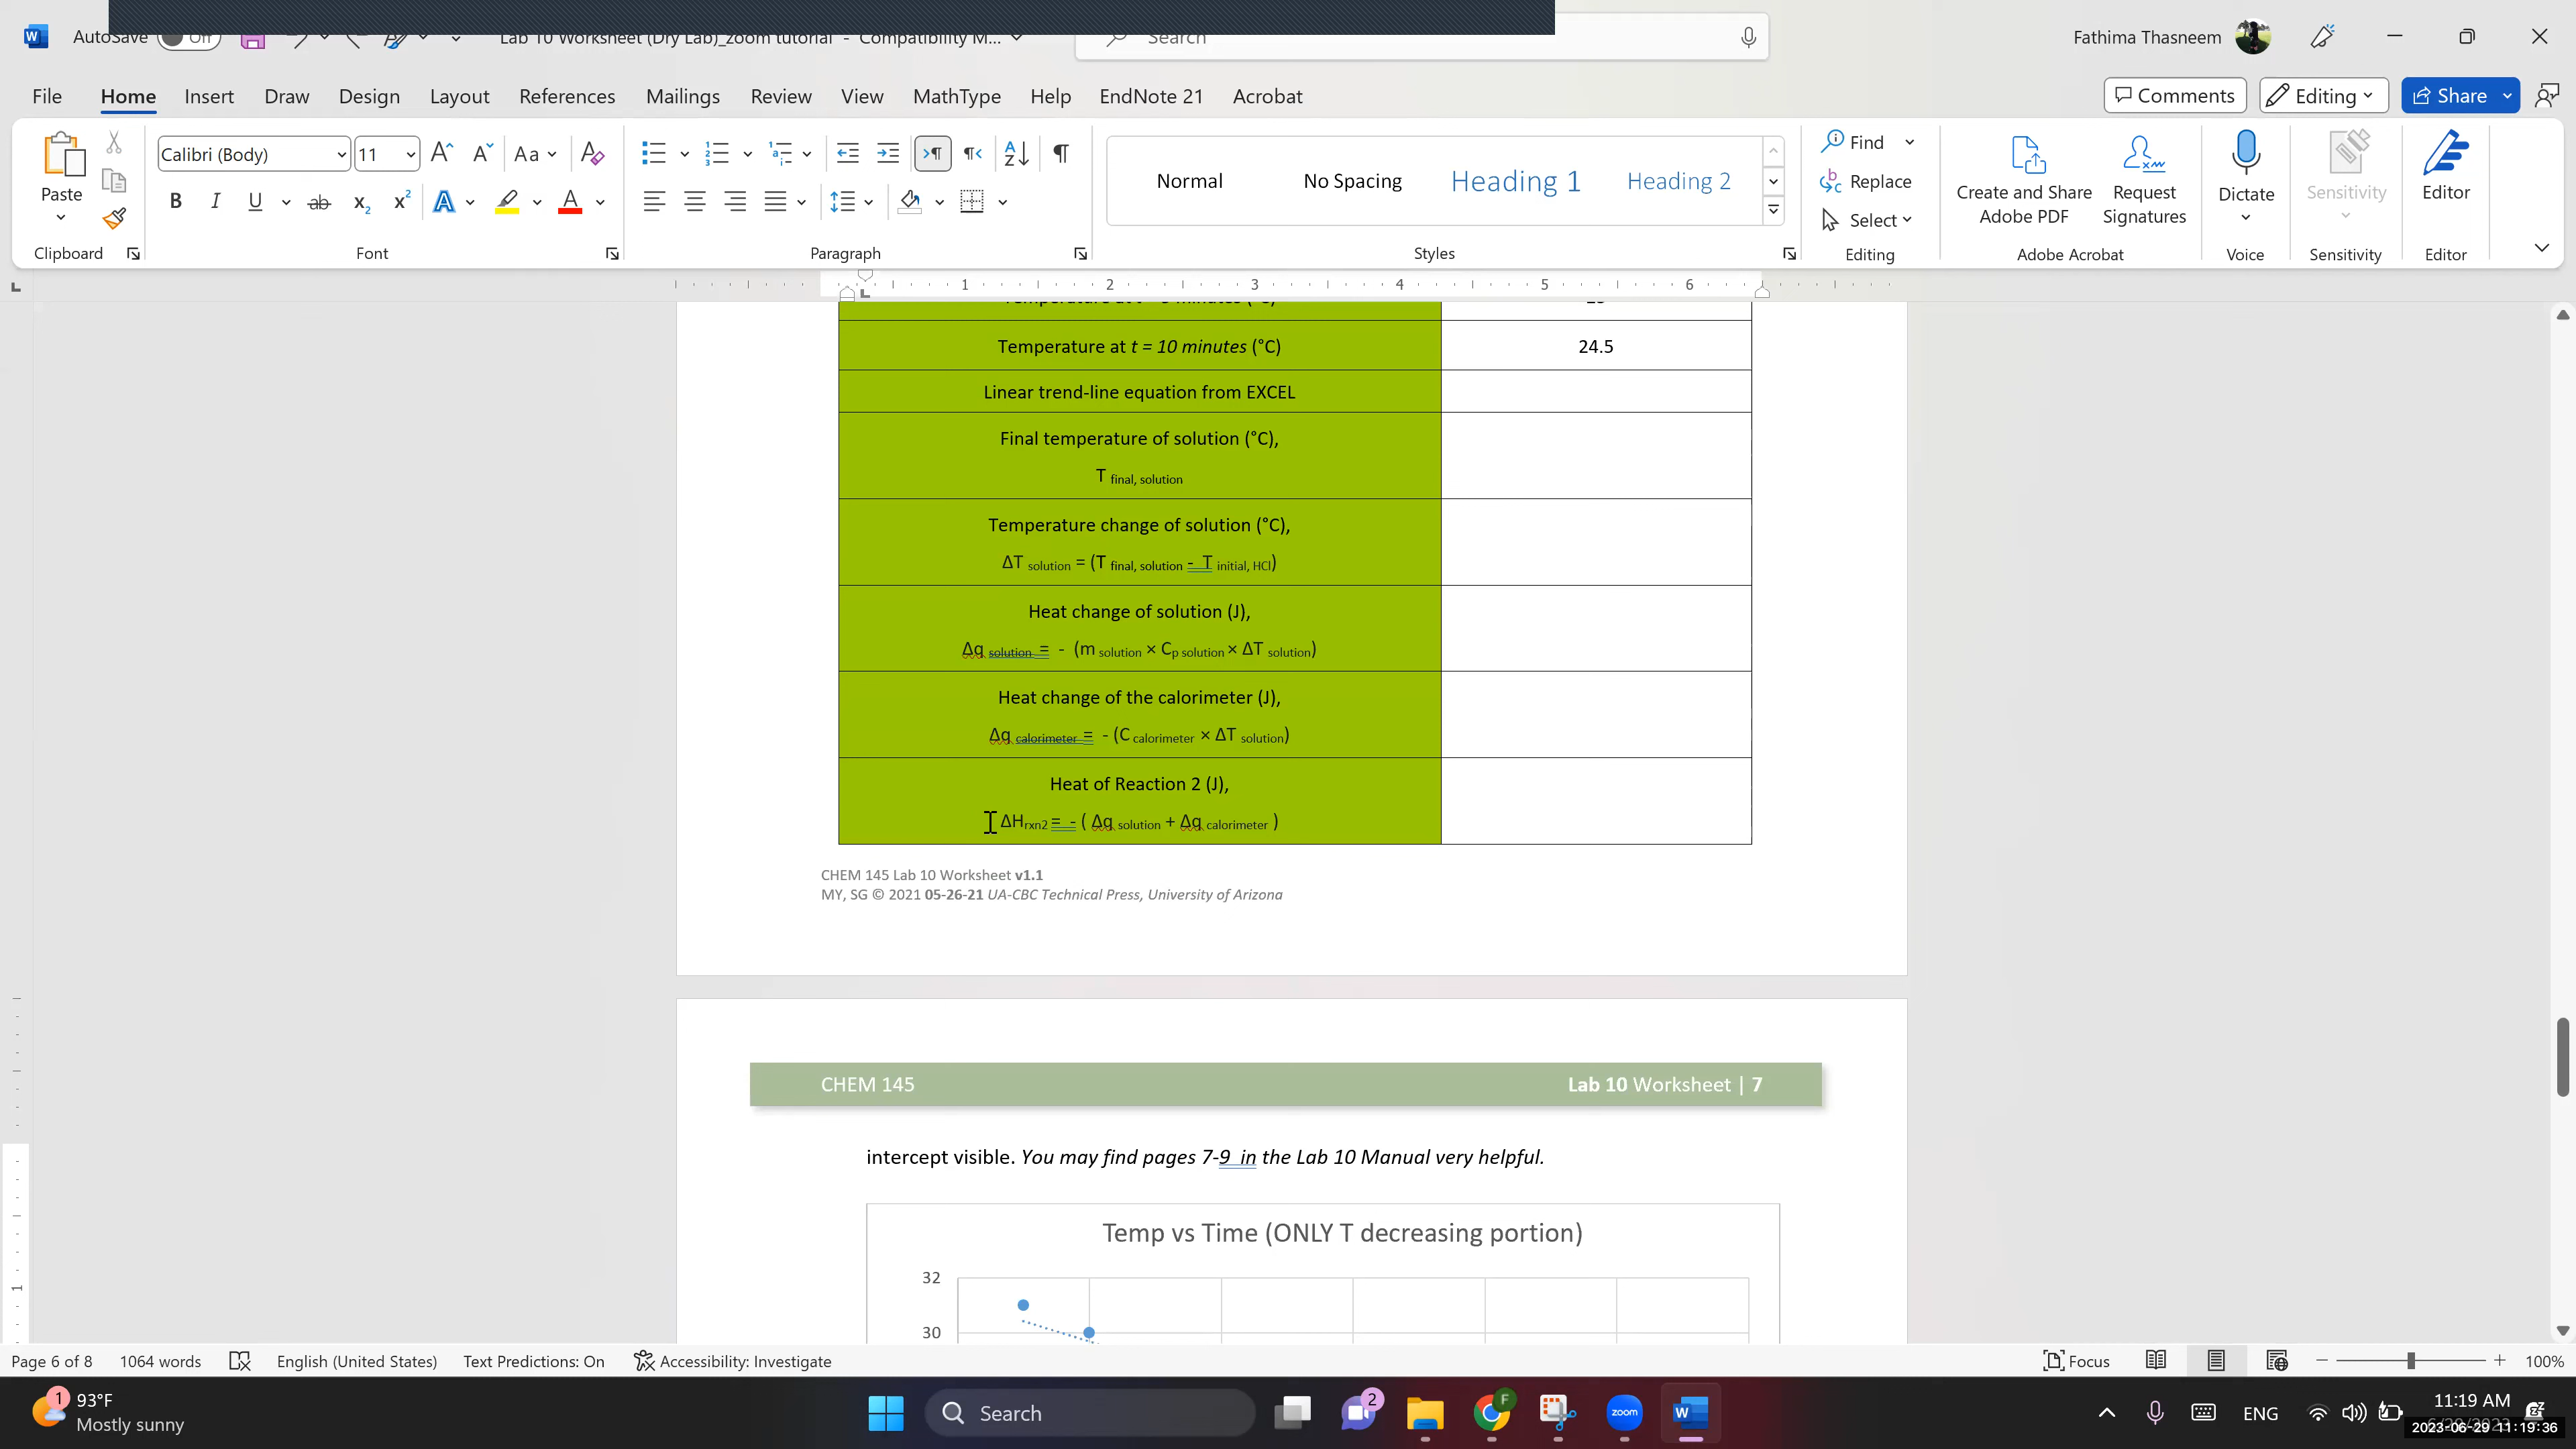 AutoSave Off Lab 10 Worksheet (Dry Lab)_zoom tutorial - Compatibility M... Search Fathima Thasneem
File Home Insert Draw Design Layout References Mailings Review View MathType Help EndNote 21 Acrobat Comments Editing Share
Paste
Calibri (Body) 11
Normal No Spacing Heading 1 Heading 2
Find
Replace
Select
Create and Share
Adobe PDF
Request
Signatures
Dictate
Sensitivity
Editor
Clipboard Font Paragraph Styles Editing Adobe Acrobat Voice Sensitivity Editor
1 2 3 4 5 6
Temperature at t = 10 minutes (°C) 24.5
Linear trend-line equation from EXCEL
Final temperature of solution (°C),
T final, solution
Temperature change of solution (°C),
ΔT solution = (T final, solution - T initial, HCl)
Heat change of solution (J),
Δq solution = - (m solution × Cp solution × ΔT solution)
Heat change of the calorimeter (J),
Δq calorimeter = - (C calorimeter × ΔT solution)
Heat of Reaction 2 (J),
ΔHrxn2 = - ( Δq solution + Δq calorimeter )
CHEM 145 Lab 10 Worksheet v1.1
MY, SG © 2021 05-26-21 UA-CBC Technical Press, University of Arizona
CHEM 145 Lab 10 Worksheet | 7
intercept visible. You may find pages 7-9 in the Lab 10 Manual very helpful.
Temp vs Time (ONLY T decreasing portion)
32
30
Page 6 of 8 1064 words English (United States) Text Predictions: On Accessibility: Investigate Focus 100%
1 93°F
Mostly sunny
Search 2 F zoom
ENG 11:19 AM
2023-06-29 11:19:36